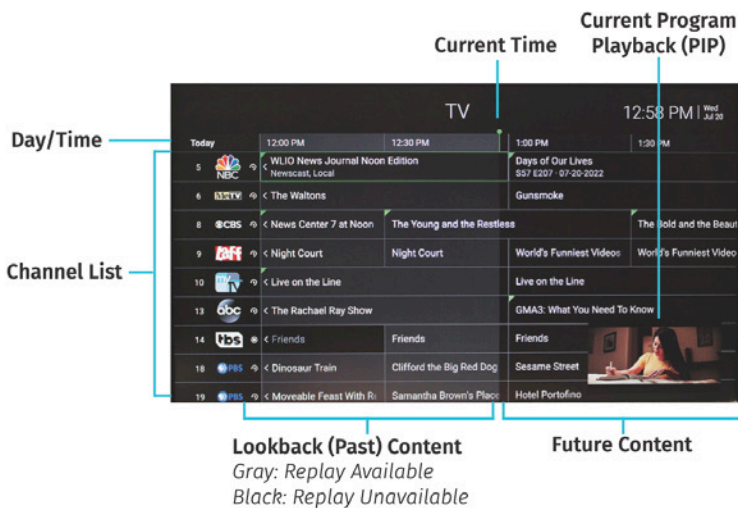 Current Program
Playback (PIP)
Current Time
TV
12:58 PM | Wed Jul 20
Day/Time
Today 12:00 PM 12:30 PM 1:00 PM 1:30 PM
5 NBC < WLIO News Journal Noon Edition Days of Our Lives
Newscast, Local S57 E207 · 07-20-2022
6 MeTV < The Waltons Gunsmoke
8 CBS < News Center 7 at Noon The Young and the Restless The Bold and the Beaut
9 laff < Night Court Night Court World's Funniest Videos World's Funniest Video
Channel List
10 my TV < Live on the Line Live on the Line
13 abc < The Rachael Ray Show GMA3: What You Need To Know
14 tbs < Friends Friends Friends
18 PBS < Dinosaur Train Clifford the Big Red Dog Sesame Street
19 PBS < Moveable Feast With R Samantha Brown's Place Hotel Portofino
Lookback (Past) Content
Future Content
Gray: Replay Available
Black: Replay Unavailable